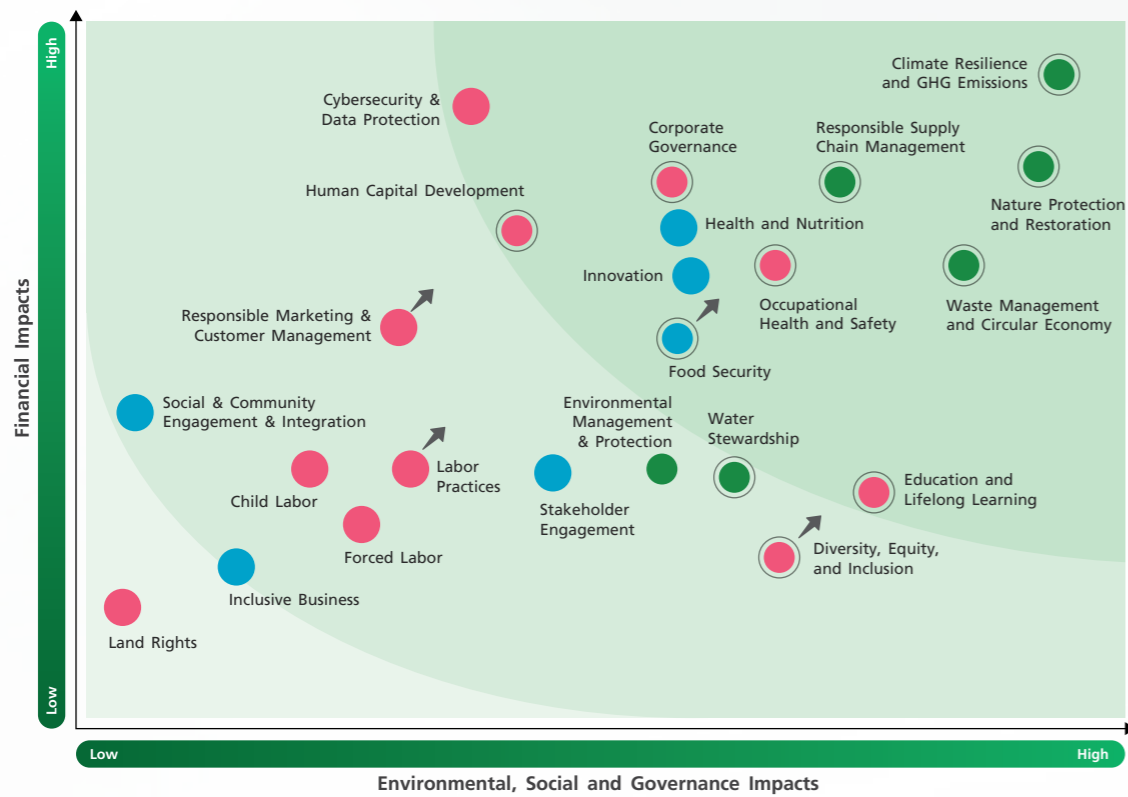 High
Financial Impacts
Low
Climate Resilience
and GHG Emissions
Cybersecurity &
Data Protection
Corporate
Governance
Responsible Supply
Chain Management
Human Capital Development
Nature Protection
and Restoration
Health and Nutrition
Innovation
Occupational
Health and Safety
Waste Management
and Circular Economy
Responsible Marketing &
Customer Management
Food Security
Social & Community
Engagement & Integration
Environmental
Management
& Protection
Water
Stewardship
Labor
Practices
Child Labor
Stakeholder
Engagement
Education and
Lifelong Learning
Forced Labor
Diversity, Equity,
and Inclusion
Inclusive Business
Land Rights
Low
High
Environmental, Social and Governance Impacts